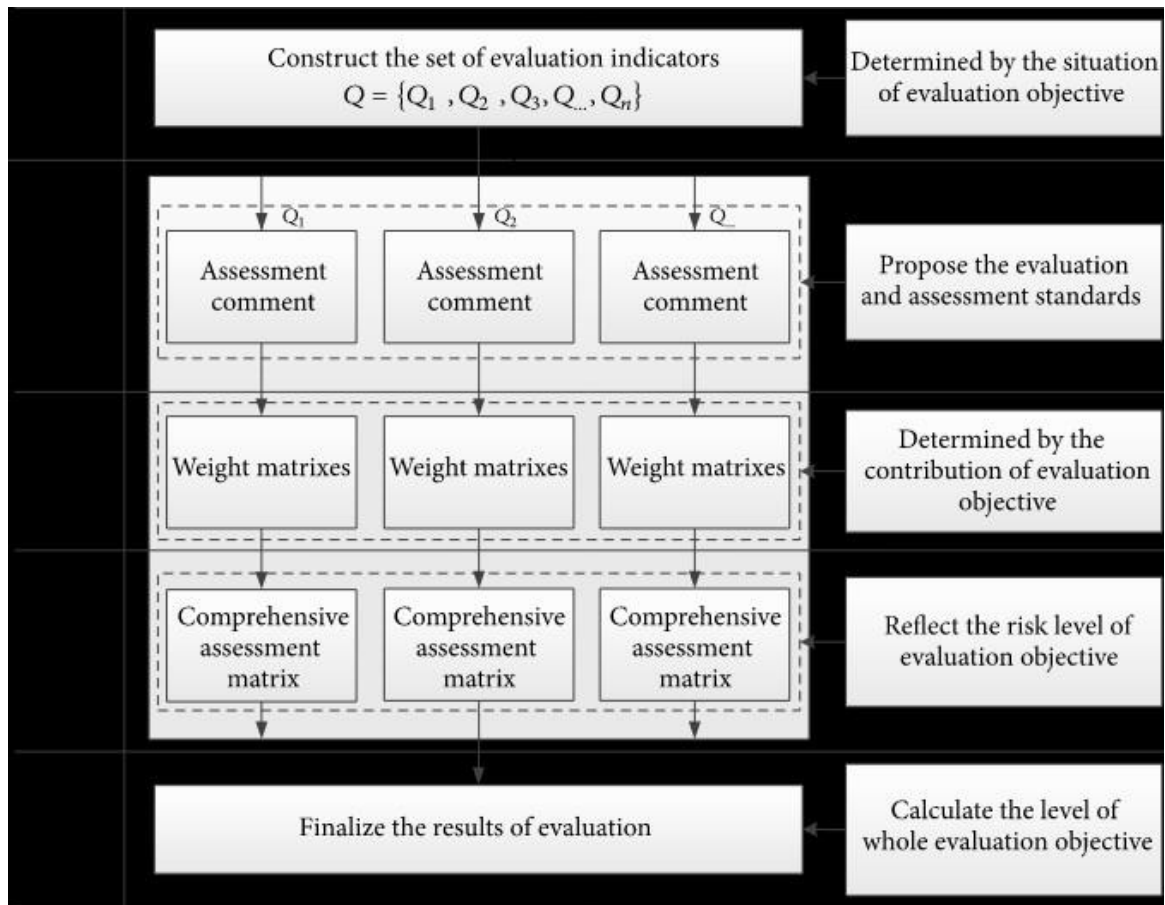 Construct the set of evaluation indicators
Q = {Q1 , Q2 , Q3, Q..., Qn}
Determined by the situation
of evaluation objective
Q1
Q2
Q...
Assessment
comment
Assessment
comment
Assessment
comment
Propose the evaluation
and assessment standards
Weight matrixes
Weight matrixes
Weight matrixes
Determined by the
contribution of evaluation
objective
Comprehensive
assessment
matrix
Comprehensive
assessment
matrix
Comprehensive
assessment
matrix
Reflect the risk level of
evaluation objective
Finalize the results of evaluation
Calculate the level of
whole evaluation objective